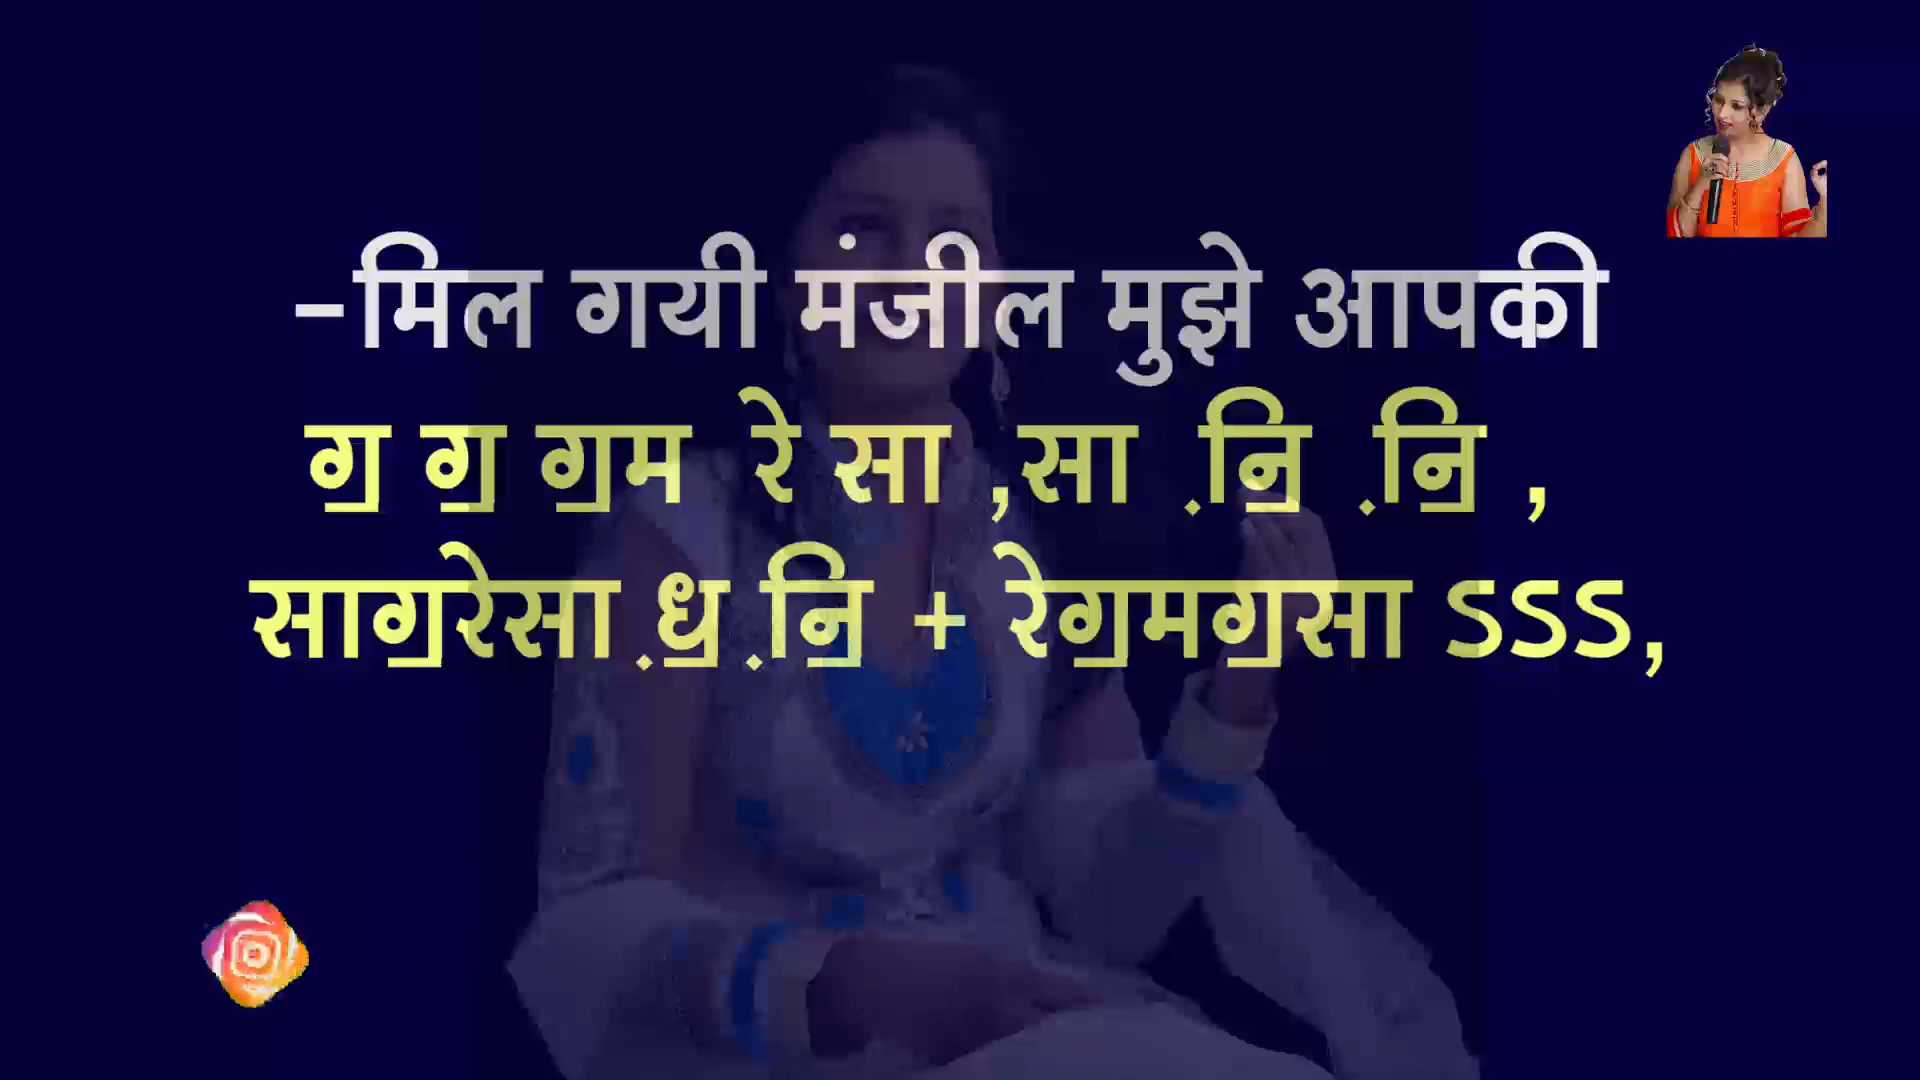 -मिल गयी मंजील मुझे आपकी
ग॒ ग॒ ग॒म रे सा ,सा .नि॒ .नि॒ ,
साग॒रेसा .ध॒ .नि॒ + रेग॒मग॒सा SSS,